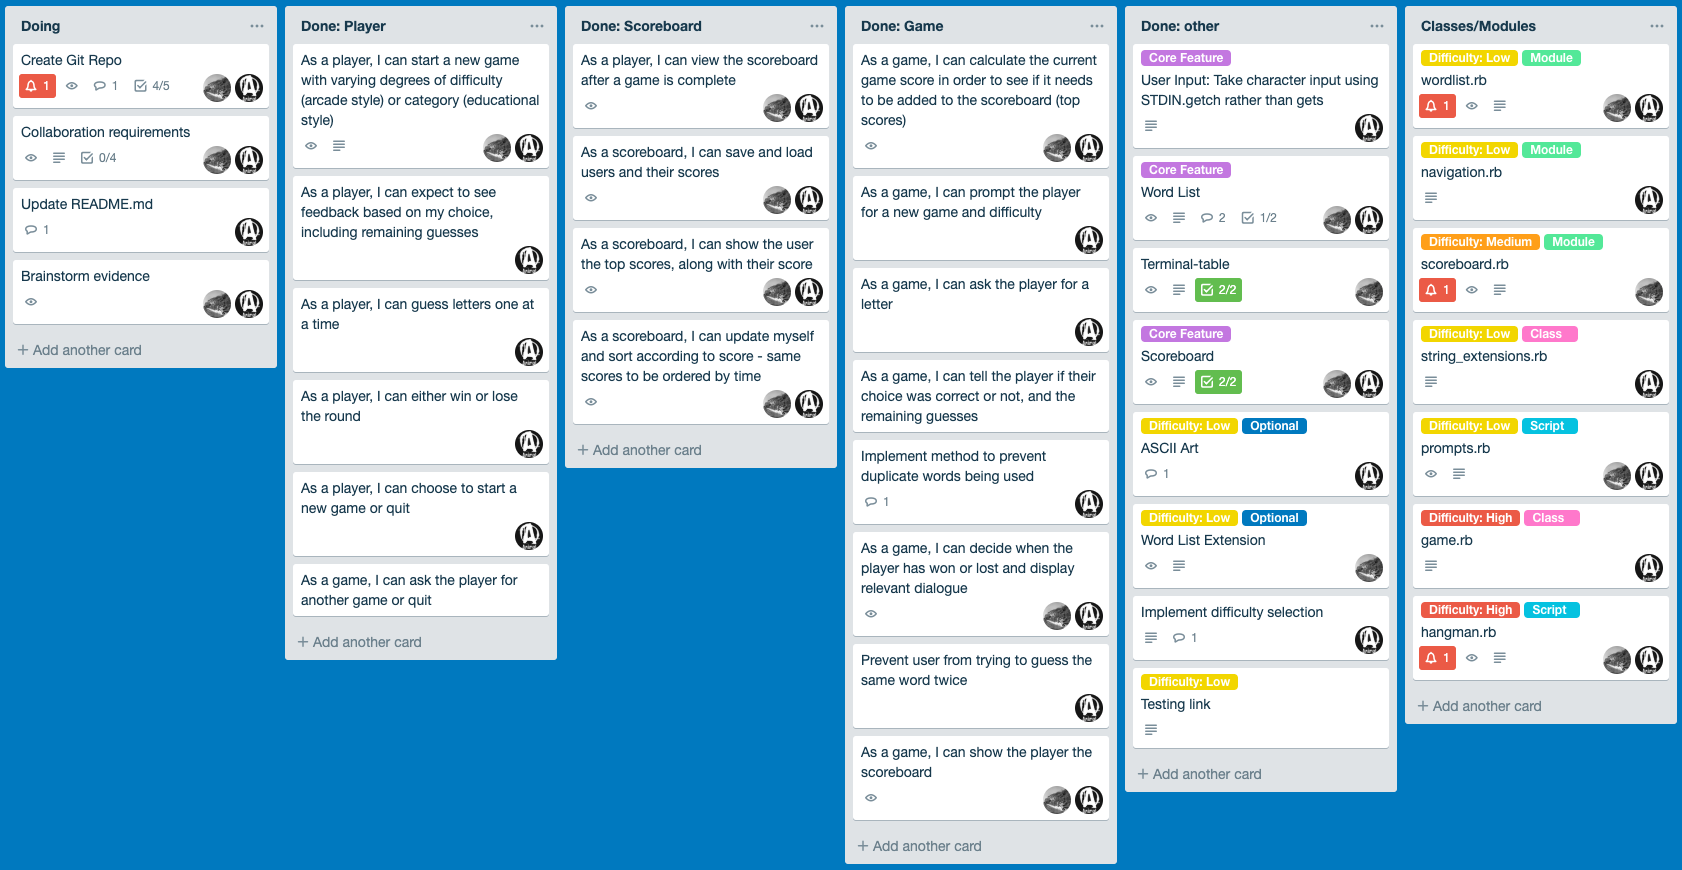 Doing
Create Git Repo
1
1
4/5
Collaboration requirements
0/4
Update README.md
1
Brainstorm evidence
+ Add another card
Done: Player
As a player, I can start a new game
with varying degrees of difficulty
(arcade style) or category (educational
style)
As a player, I can expect to see
feedback based on my choice,
including remaining guesses
As a player, I can guess letters one at
a time
As a player, I can either win or lose
the round
As a player, I can choose to start a
new game or quit
As a game, I can ask the player for
another game or quit
+ Add another card
Done: Scoreboard
As a player, I can view the scoreboard
after a game is complete
As a scoreboard, I can save and load
users and their scores
As a scoreboard, I can show the user
the top scores, along with their score
As a scoreboard, I can update myself
and sort according to score - same
scores to be ordered by time
+ Add another card
Done: Game
As a game, I can calculate the current
game score in order to see if it needs
to be added to the scoreboard (top
scores)
As a game, I can prompt the player
for a new game and difficulty
As a game, I can ask the player for a
letter
As a game, I can tell the player if their
choice was correct or not, and the
remaining guesses
Implement method to prevent
duplicate words being used
1
As a game, I can decide when the
player has won or lost and display
relevant dialogue
Prevent user from trying to guess the
same word twice
As a game, I can show the player the
scoreboard
+ Add another card
Done: other
Core Feature
User Input: Take character input using
STDIN.getch rather than gets
Core Feature
Word List
2
1/2
Terminal-table
2/2
Core Feature
Scoreboard
2/2
Difficulty: Low Optional
ASCII Art
1
Difficulty: Low Optional
Word List Extension
Implement difficulty selection
1
Difficulty: Low
Testing link
+ Add another card
Classes/Modules
Difficulty: Low Module
wordlist.rb
1
Difficulty: Low Module
navigation.rb
Difficulty: Medium Module
scoreboard.rb
1
Difficulty: Low Class
string_extensions.rb
Difficulty: Low Script
prompts.rb
Difficulty: High Class
game.rb
Difficulty: High Script
hangman.rb
1
+ Add another card